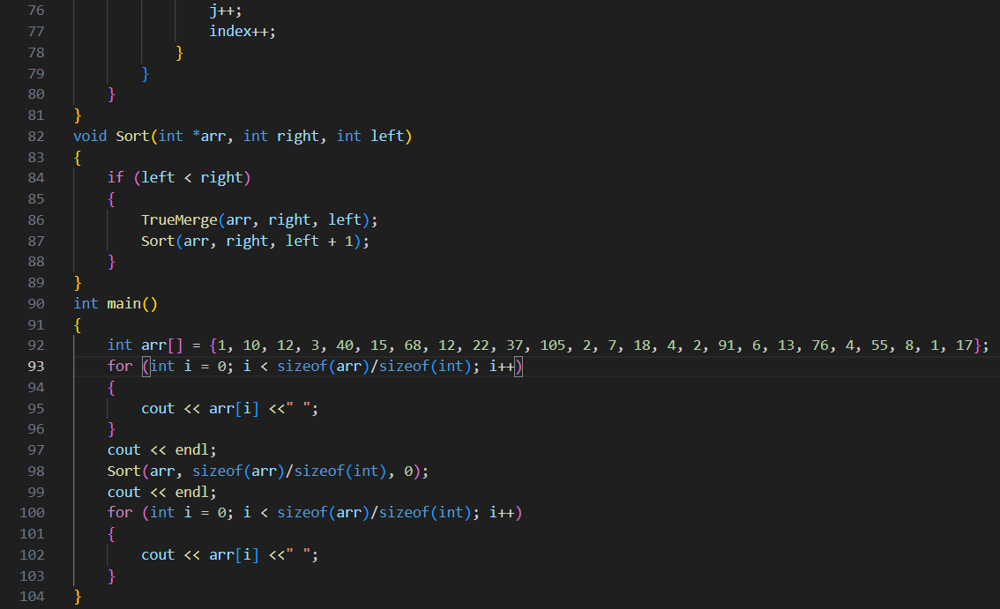 76 j++;
77 index++;
78 }
79 }
80 }
81 }
82 void Sort(int *arr, int right, int left)
83 {
84 if (left < right)
85 {
86 TrueMerge(arr, right, left);
87 Sort(arr, right, left + 1);
88 }
89 }
90 int main()
91 {
92 int arr[] = {1, 10, 12, 3, 40, 15, 68, 12, 22, 37, 105, 2, 7, 18, 4, 2, 91, 6, 13, 76, 4, 55, 8, 1, 17};
93 for (int i = 0; i < sizeof(arr)/sizeof(int); i++)
94 {
95 cout << arr[i] <<" ";
96 }
97 cout << endl;
98 Sort(arr, sizeof(arr)/sizeof(int), 0);
99 cout << endl;
100 for (int i = 0; i < sizeof(arr)/sizeof(int); i++)
101 {
102 cout << arr[i] <<" ";
103 }
104 }